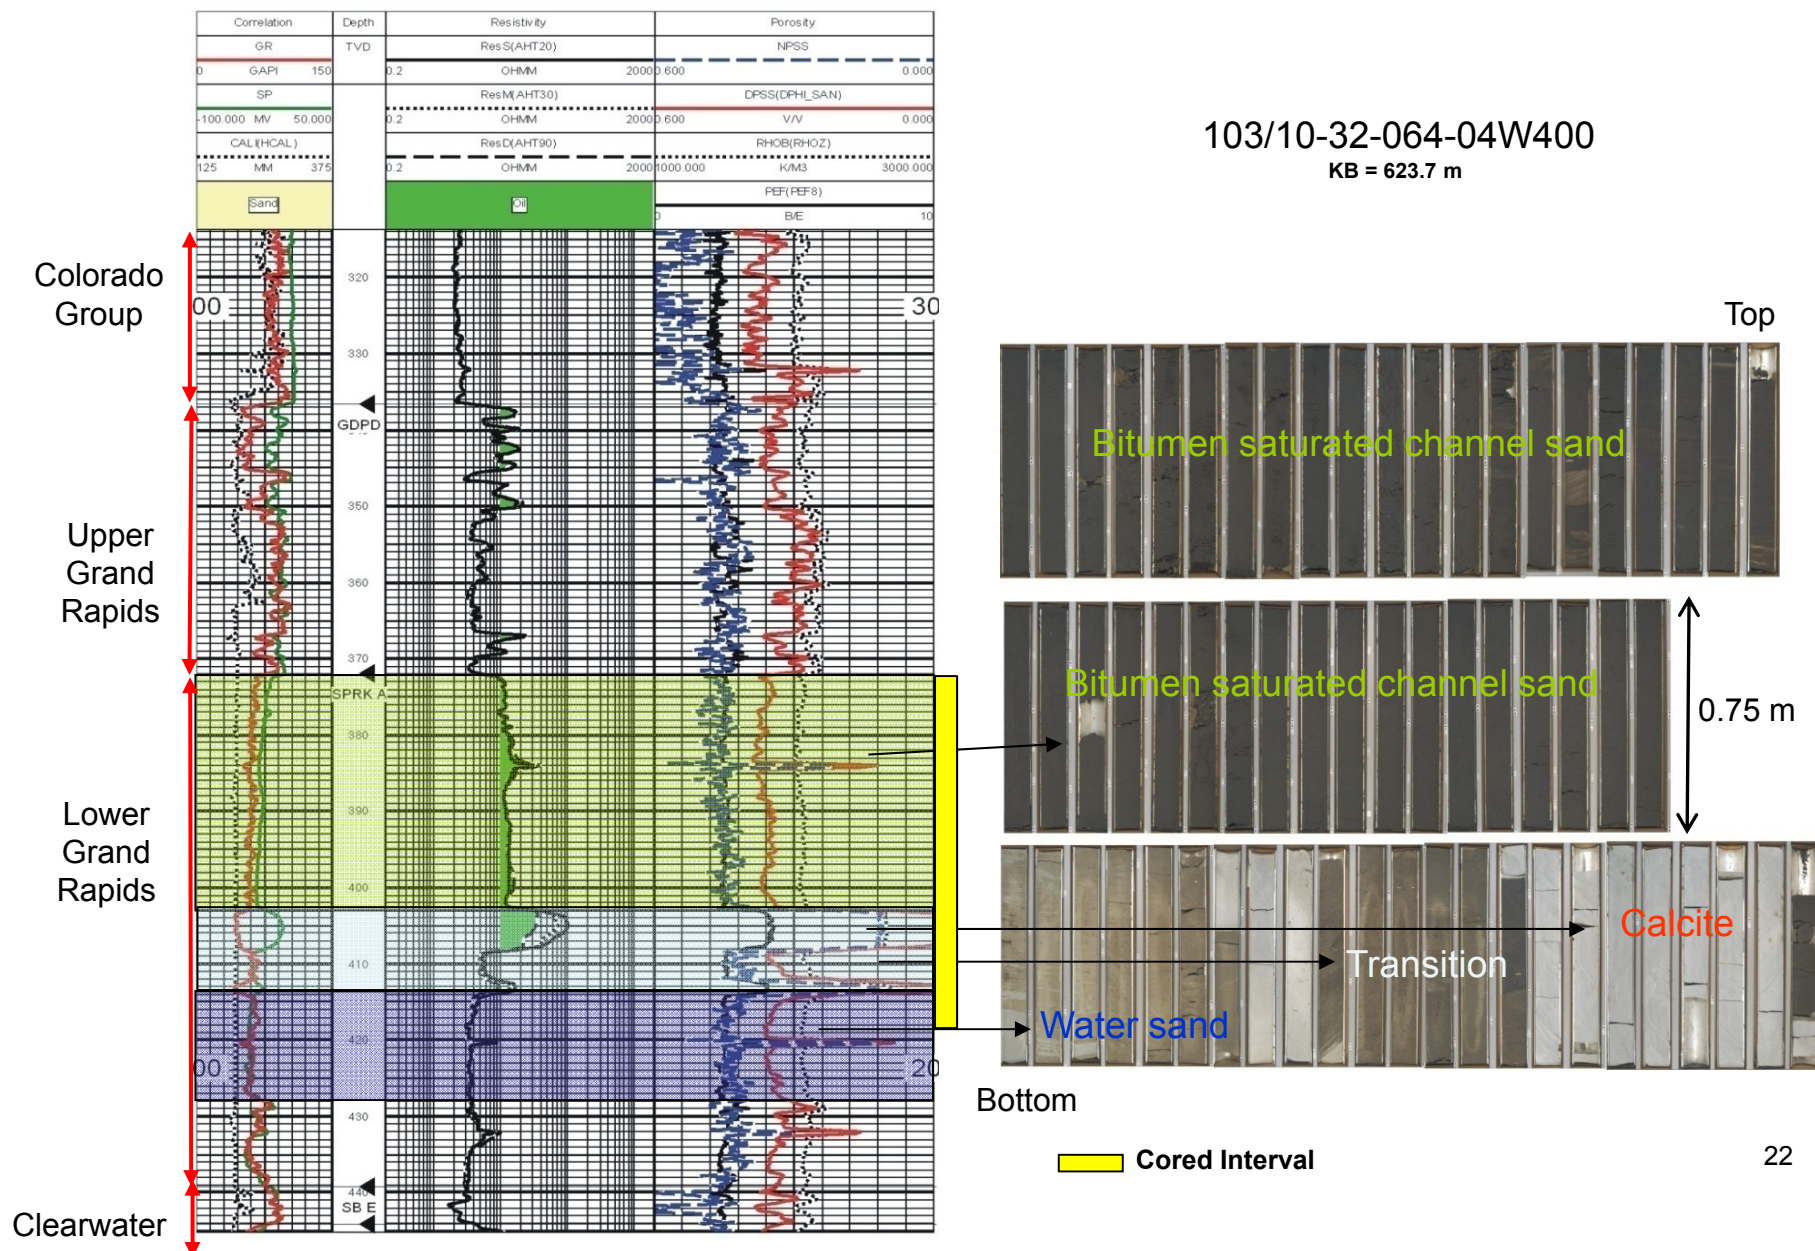 Correlation Depth Resistivity Porosity
GR TVD ResS(AHT20) NPSS
0 GAPI 150 0.2 OHMM 2000 0.600 0.000
SP ResM(AHT30) DPSS(DPHI_SAN)
-100.000 MV 50.000 0.2 OHMM 2000 0.600 V/V 0.000
CALI(HCAL) ResD(AHT90) RHOB(RHOZ)
125 MM 375 0.2 OHMM 2000 1000.000 K/M3 3000.000
PEF(PEF8)
Sand Oil
0 B/E 10
103/10-32-064-04W400
KB = 623.7 m
Colorado
Group
320
00 30
330
GDPD
Upper
Grand
Rapids
350
360
370
SPRK A
Lower
Grand
Rapids
380
390
400
410
420
00 20
430
440
SB E
Clearwater
Top
Bitumen saturated channel sand
Bitumen saturated channel sand
0.75 m
Calcite
Transition
Water sand
Bottom
Cored Interval
22